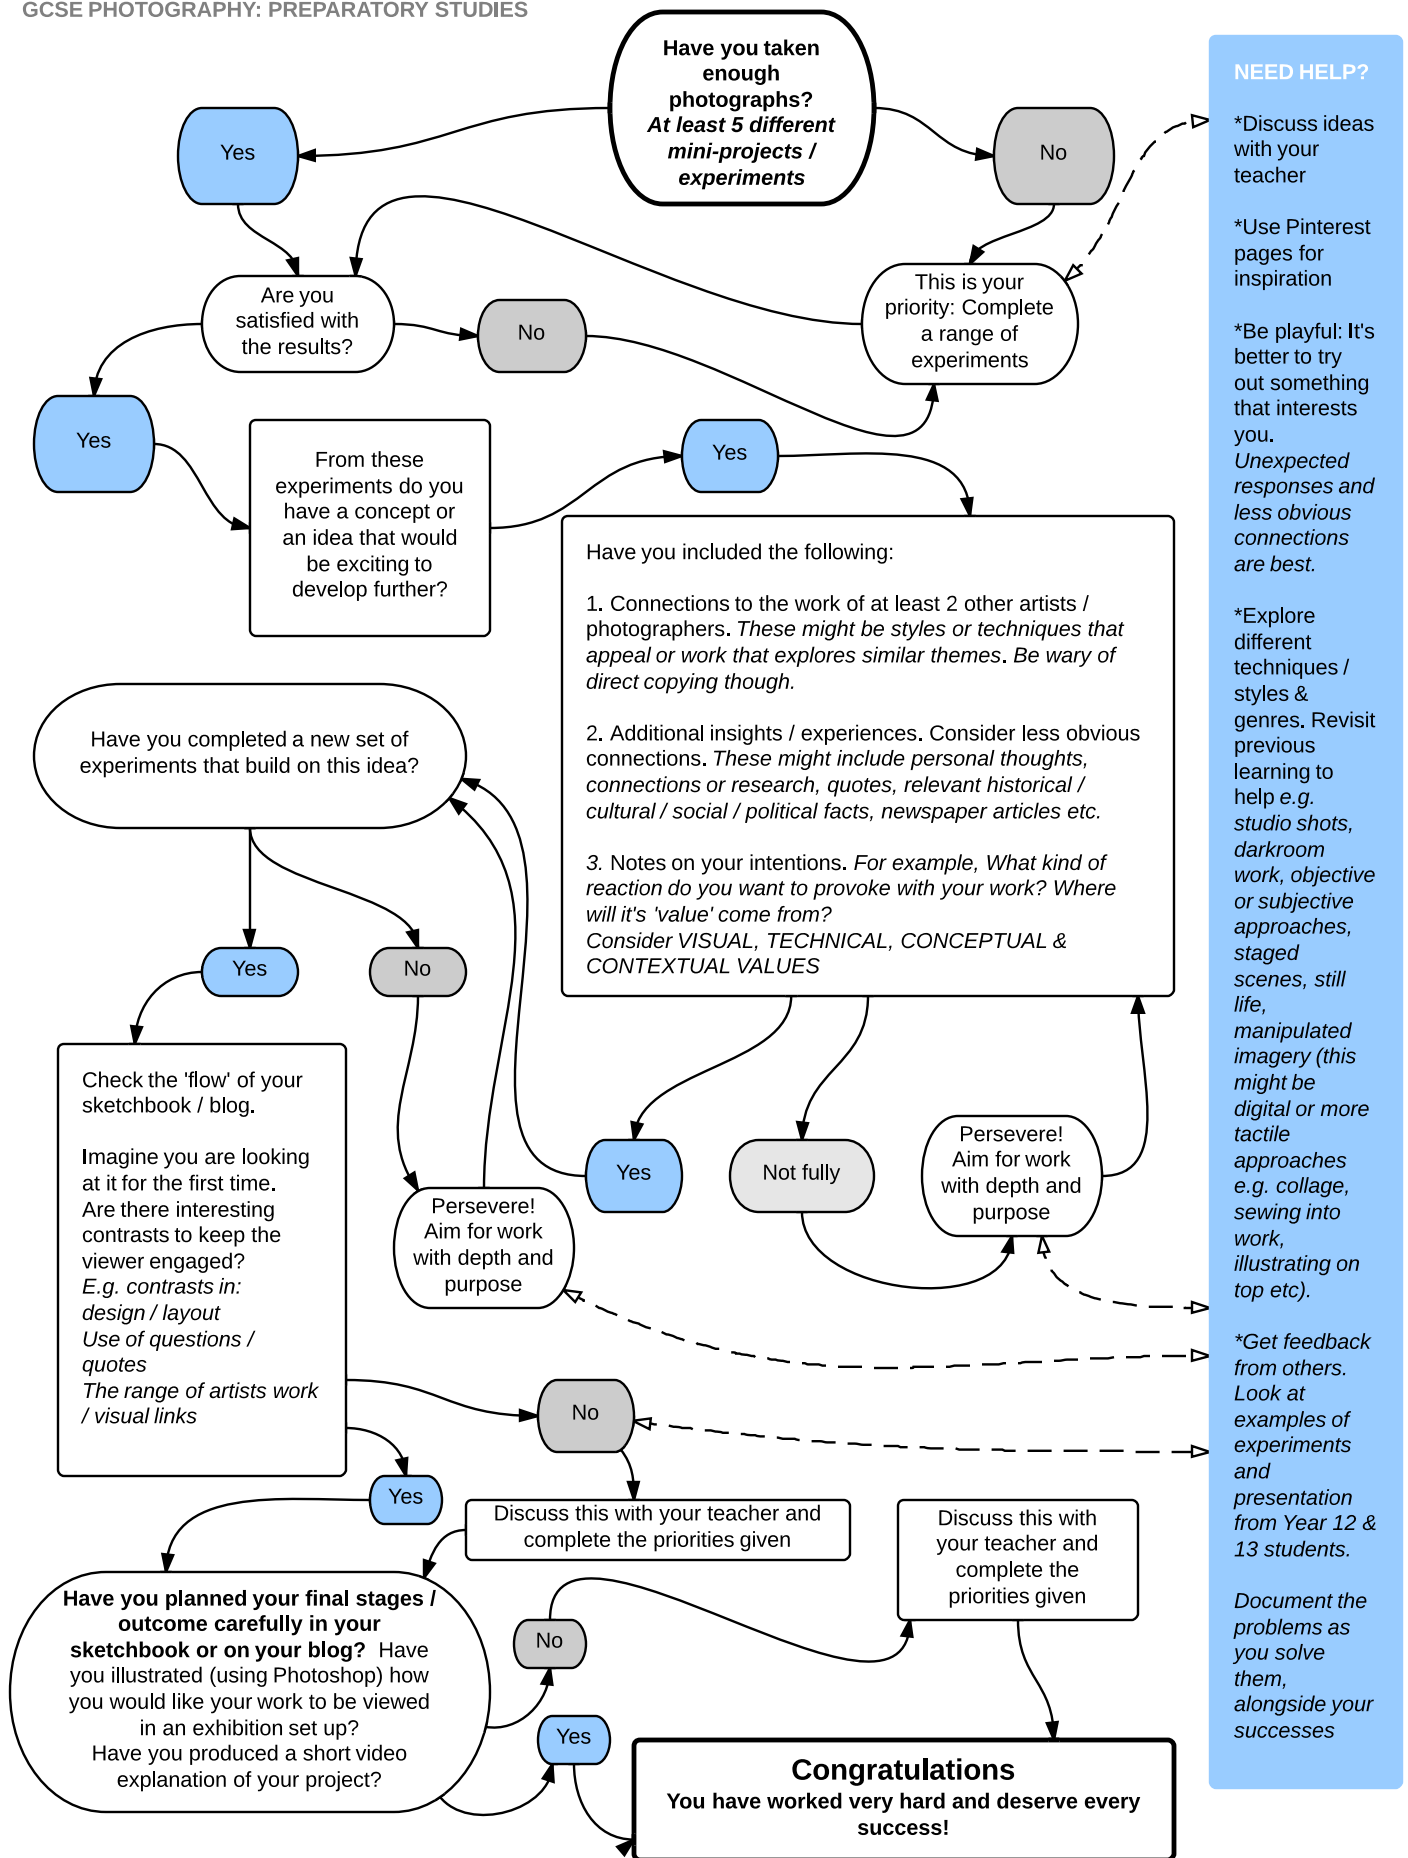 GCSE PHOTOGRAPHY: PREPARATORY STUDIES
Have you taken
enough
photographs?
At least 5 different
mini-projects /
experiments
Yes
No
Are you
satisfied with
the results?
No
This is your
priority: Complete
a range of
experiments
Yes
From these
experiments do you
have a concept or
an idea that would
be exciting to
develop further?
Yes
Have you included the following:
1. Connections to the work of at least 2 other artists /
photographers. These might be styles or techniques that
appeal or work that explores similar themes. Be wary of
direct copying though.
2. Additional insights / experiences. Consider less obvious
connections. These might include personal thoughts,
connections or research, quotes, relevant historical /
cultural / social / political facts, newspaper articles etc.
3. Notes on your intentions. For example, What kind of
reaction do you want to provoke with your work? Where
will it's 'value' come from?
Consider VISUAL, TECHNICAL, CONCEPTUAL &
CONTEXTUAL VALUES
Yes
Not fully
Persevere!
Aim for work
with depth and
purpose
Have you completed a new set of
experiments that build on this idea?
Yes
No
Persevere!
Aim for work
with depth and
purpose
Check the 'flow' of your
sketchbook / blog.
Imagine you are looking
at it for the first time.
Are there interesting
contrasts to keep the
viewer engaged?
E.g. contrasts in:
design / layout
Use of questions /
quotes
The range of artists work
/ visual links
No
Yes
Discuss this with your teacher and
complete the priorities given
Have you planned your final stages /
outcome carefully in your
sketchbook or on your blog? Have
you illustrated (using Photoshop) how
you would like your work to be viewed
in an exhibition set up?
Have you produced a short video
explanation of your project?
No
Discuss this with
your teacher and
complete the
priorities given
Yes
Congratulations
You have worked very hard and deserve every
success!
NEED HELP?
*Discuss ideas
with your
teacher
*Use Pinterest
pages for
inspiration
*Be playful: It's
better to try
out something
that interests
you.
Unexpected
responses and
less obvious
connections
are best.
*Explore
different
techniques /
styles &
genres. Revisit
previous
learning to
help e.g.
studio shots,
darkroom
work, objective
or subjective
approaches,
staged
scenes, still
life,
manipulated
imagery (this
might be
digital or more
tactile
approaches
e.g. collage,
sewing into
work,
illustrating on
top etc).
*Get feedback
from others.
Look at
examples of
experiments
and
presentation
from Year 12 &
13 students.
Document the
problems as
you solve
them,
alongside your
successes